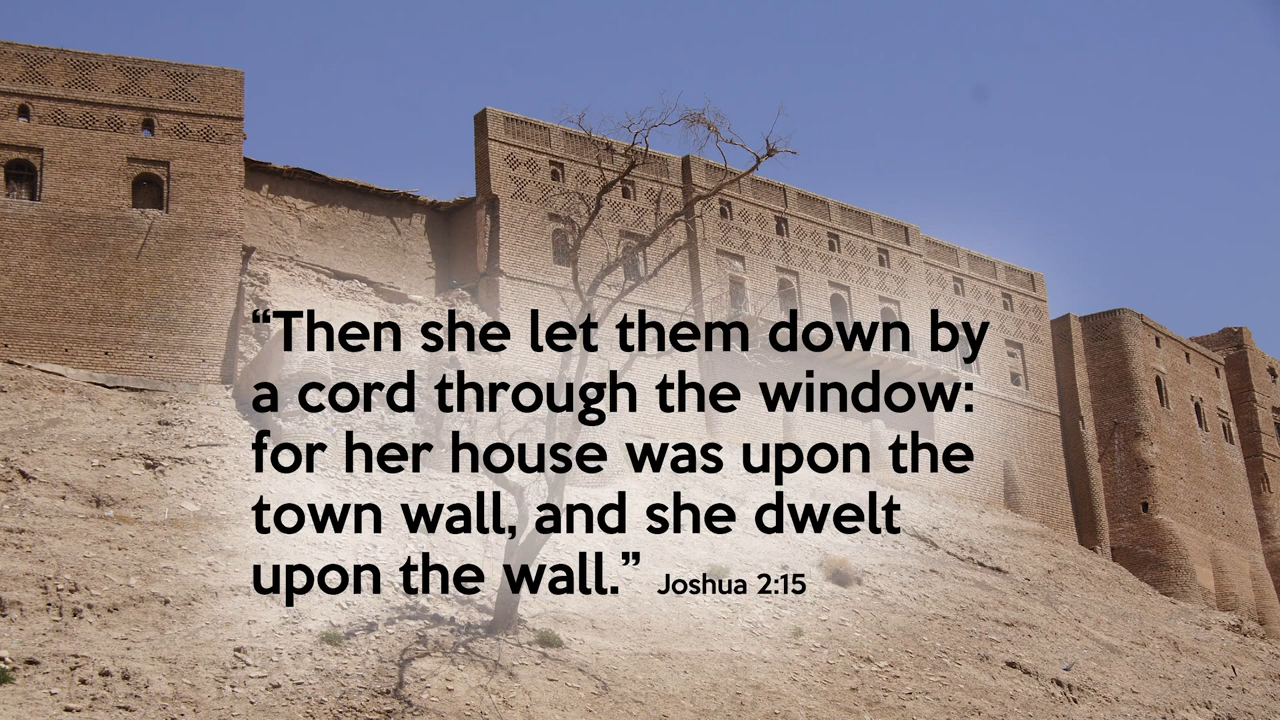 “Then she let them down by
a cord through the window:
for her house was upon the
town wall, and she dwelt
upon the wall.” Joshua 2:15